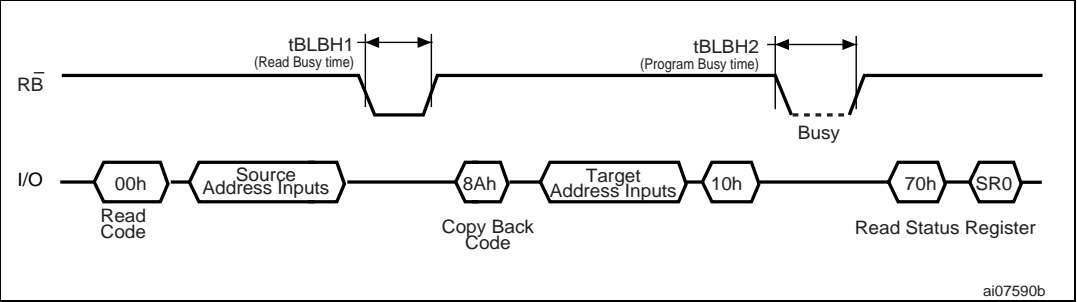 tBLBH1
(Read Busy time)
tBLBH2
(Program Busy time)
RB̅
Busy
I/O
00h
Source
Address Inputs
8Ah
Target
Address Inputs
10h
70h
SR0
Read
Code
Copy Back
Code
Read Status Register
ai07590b